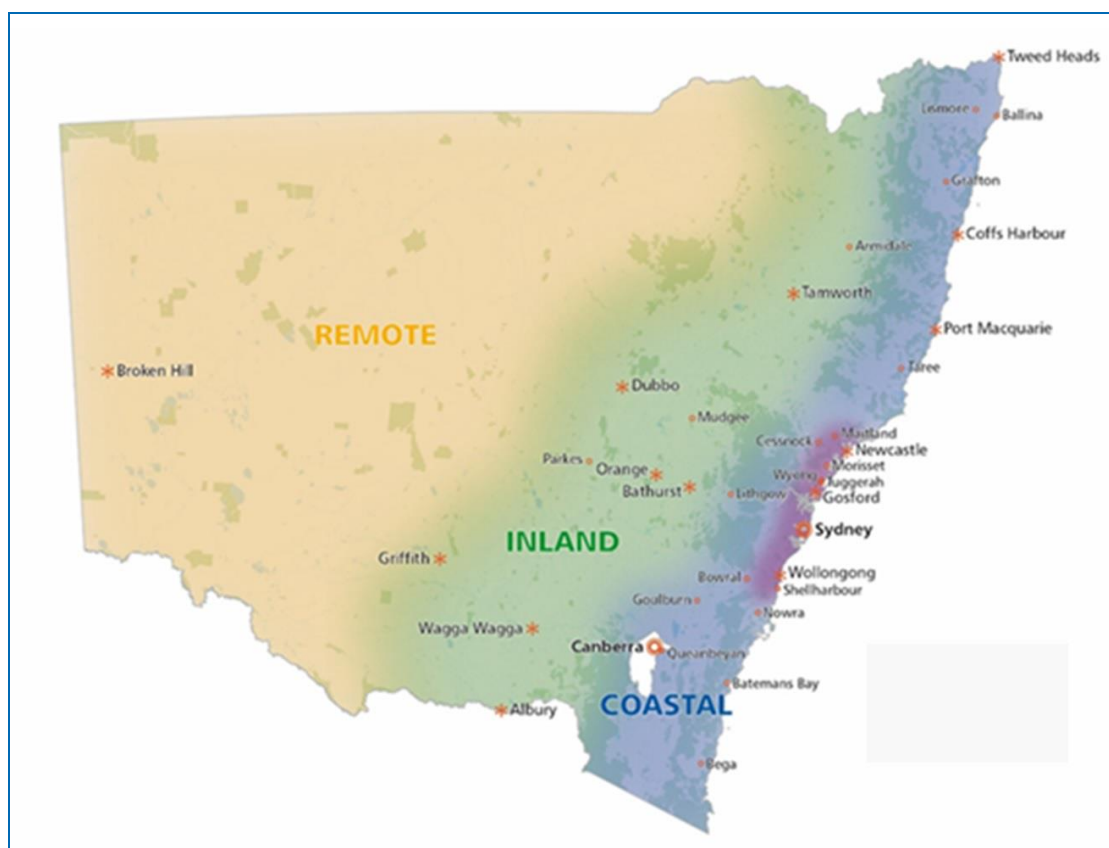 Tweed Heads
Lismore
Ballina
Grafton
Coffs Harbour
Armidale
Tamworth
Port Macquarie
REMOTE
Taree
Broken Hill
Dubbo
Mudgee
Maitland
Cessnock
Newcastle
Parkes
Orange
Morisset
Wyong
Tuggerah
Bathurst
Lithgow
Gosford
Sydney
INLAND
Griffith
Wollongong
Bowral
Shellharbour
Goulburn
Nowra
Wagga Wagga
Canberra
Queanbeyan
Batemans Bay
COASTAL
Albury
Bega